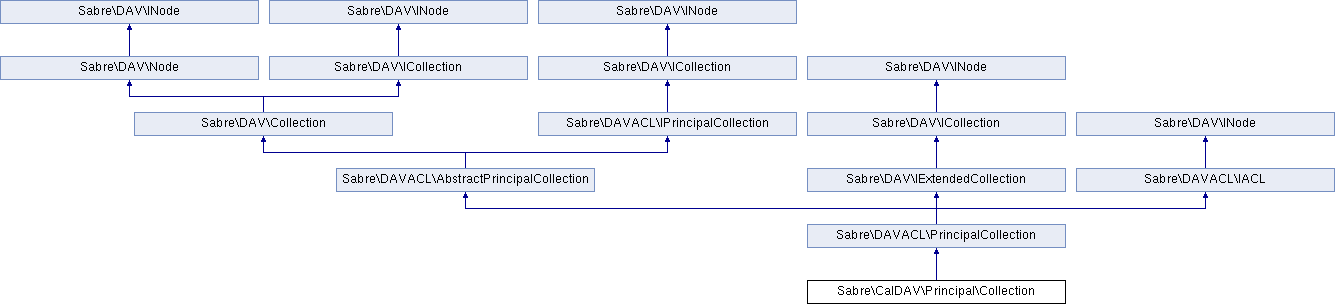 Sabre\DAV\INode
Sabre\DAV\INode
Sabre\DAV\INode
Sabre\DAV\Node
Sabre\DAV\ICollection
Sabre\DAV\ICollection
Sabre\DAV\INode
Sabre\DAV\Collection
Sabre\DAVACL\IPrincipalCollection
Sabre\DAV\ICollection
Sabre\DAV\INode
Sabre\DAVACL\AbstractPrincipalCollection
Sabre\DAV\IExtendedCollection
Sabre\DAVACL\IACL
Sabre\DAVACL\PrincipalCollection
Sabre\CalDAV\Principal\Collection